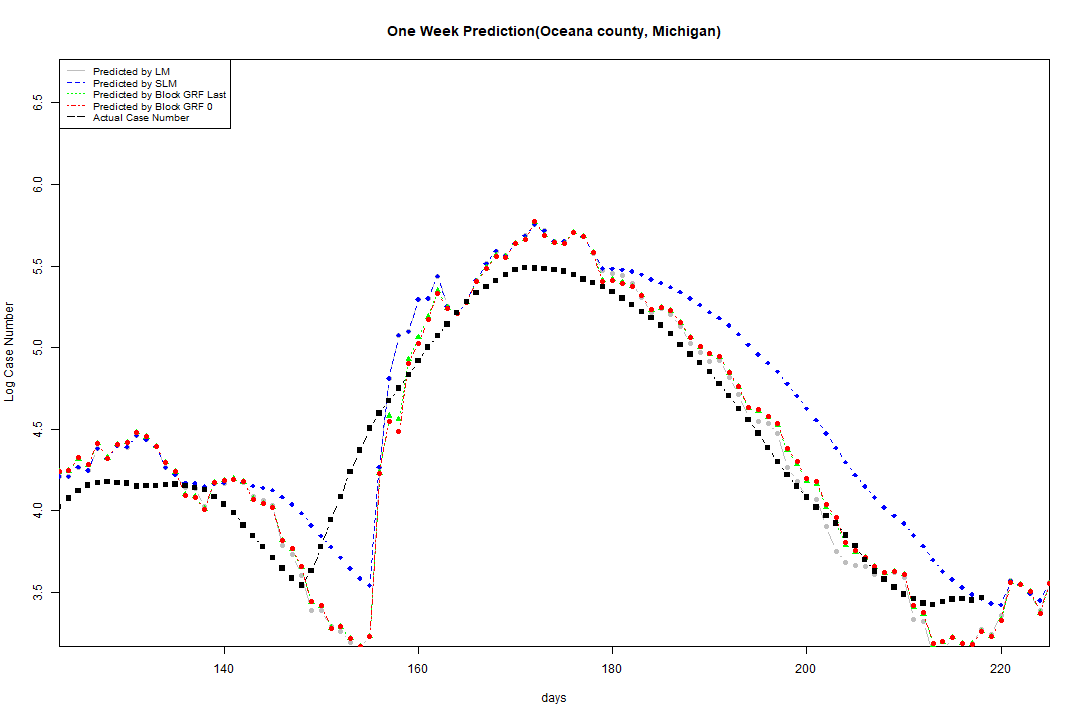 One Week Prediction(Oceana county, Michigan)
Predicted by LM
Predicted by SLM
Predicted by Block GRF Last
Predicted by Block GRF 0
Actual Case Number
Log Case Number
6.5
6.0
5.5
5.0
4.5
4.0
3.5
140
160
180
200
220
days